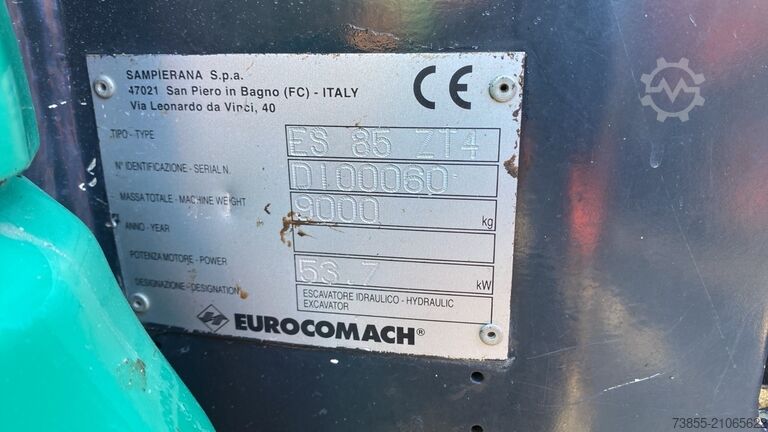 SAMPIERANA S.p.a.
47021 San Piero in Bagno (FC) - ITALY
Via Leonardo da Vinci, 40
CE
TIPO - TYPE ES 85 ZT4
N° IDENTIFICAZIONE - SERIAL N. DI00060
MASSA TOTALE - MACHINE WEIGHT 9000 kg
ANNO - YEAR
POTENZA MOTORE - POWER 53.7 kW
DESIGNAZIONE - DESIGNATION ESCAVATORE IDRAULICO - HYDRAULIC
EXCAVATOR
EUROCOMACH®
73855-21065622